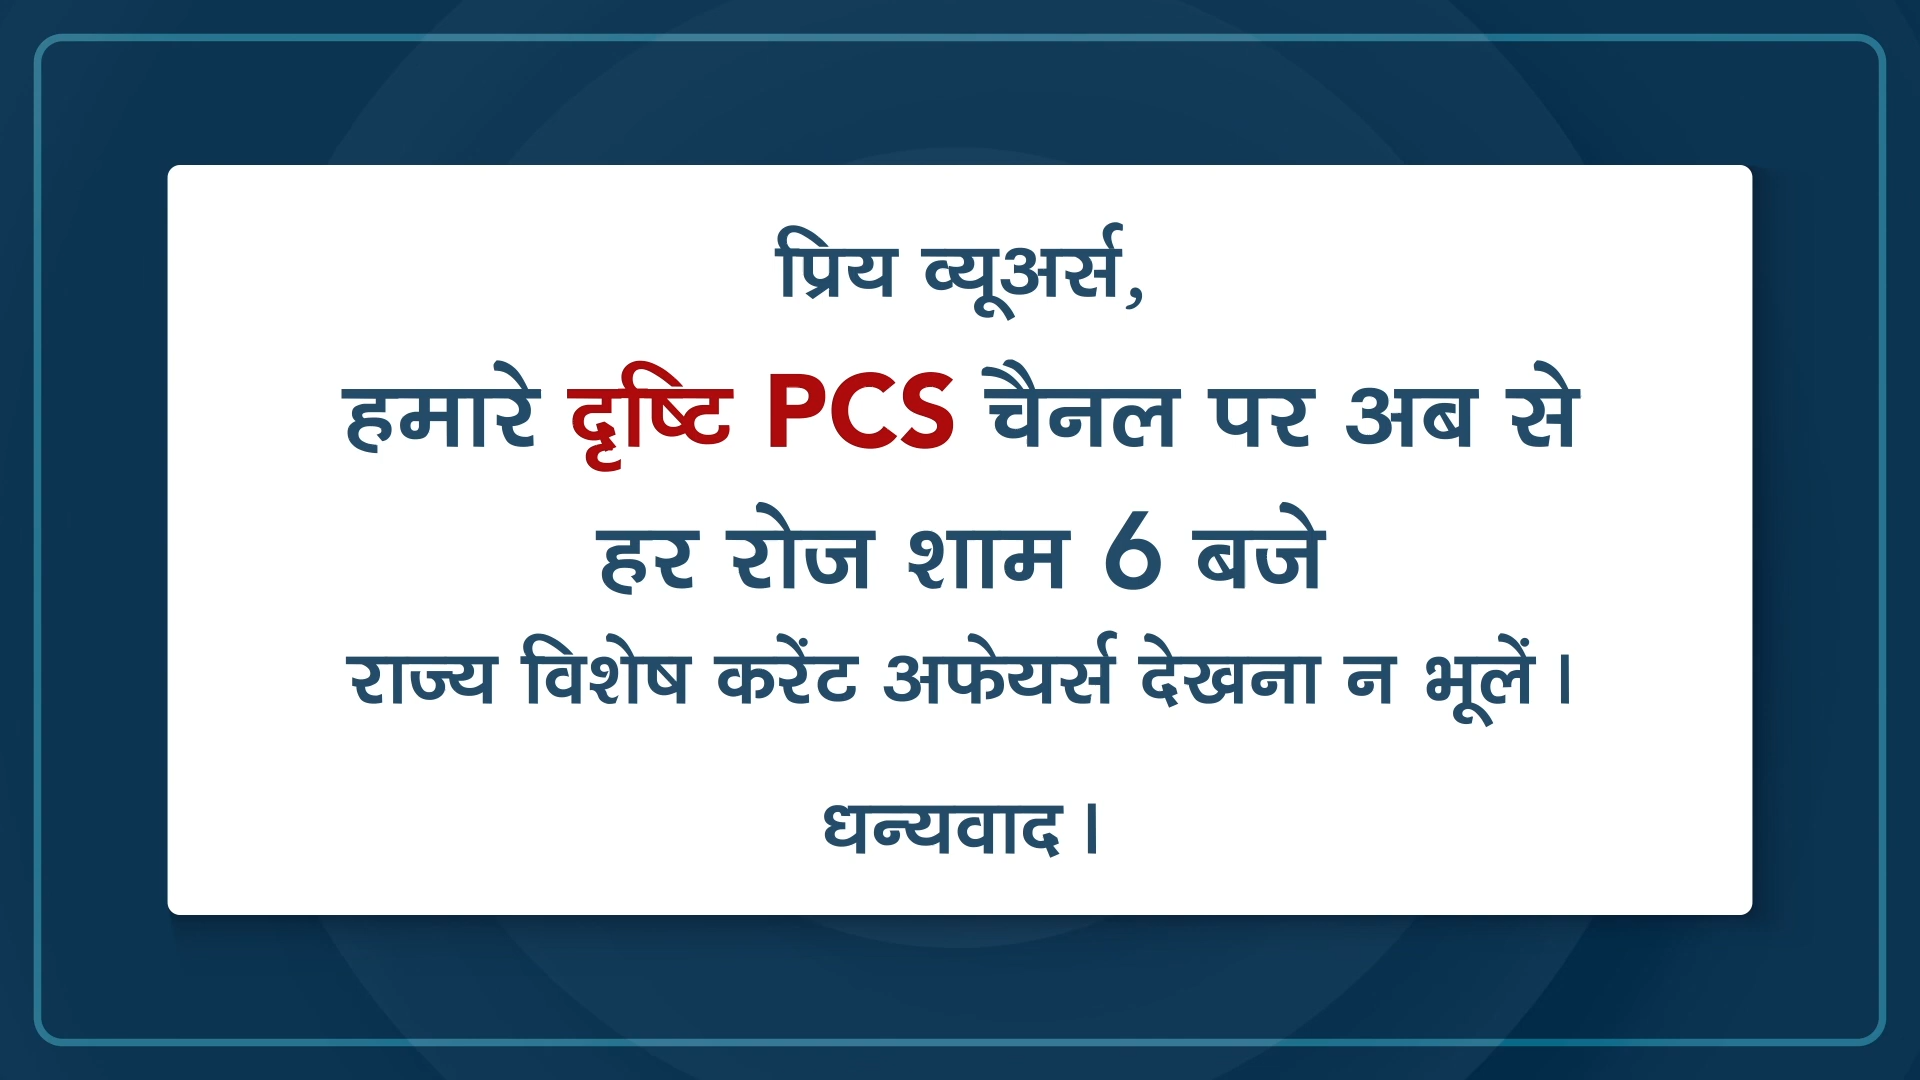 प्रिय व्यूअर्स,
हमारे दृष्टि PCS चैनल पर अब से
हर रोज शाम 6 बजे
राज्य विशेष करेंट अफेयर्स देखना न भूलें।
धन्यवाद।